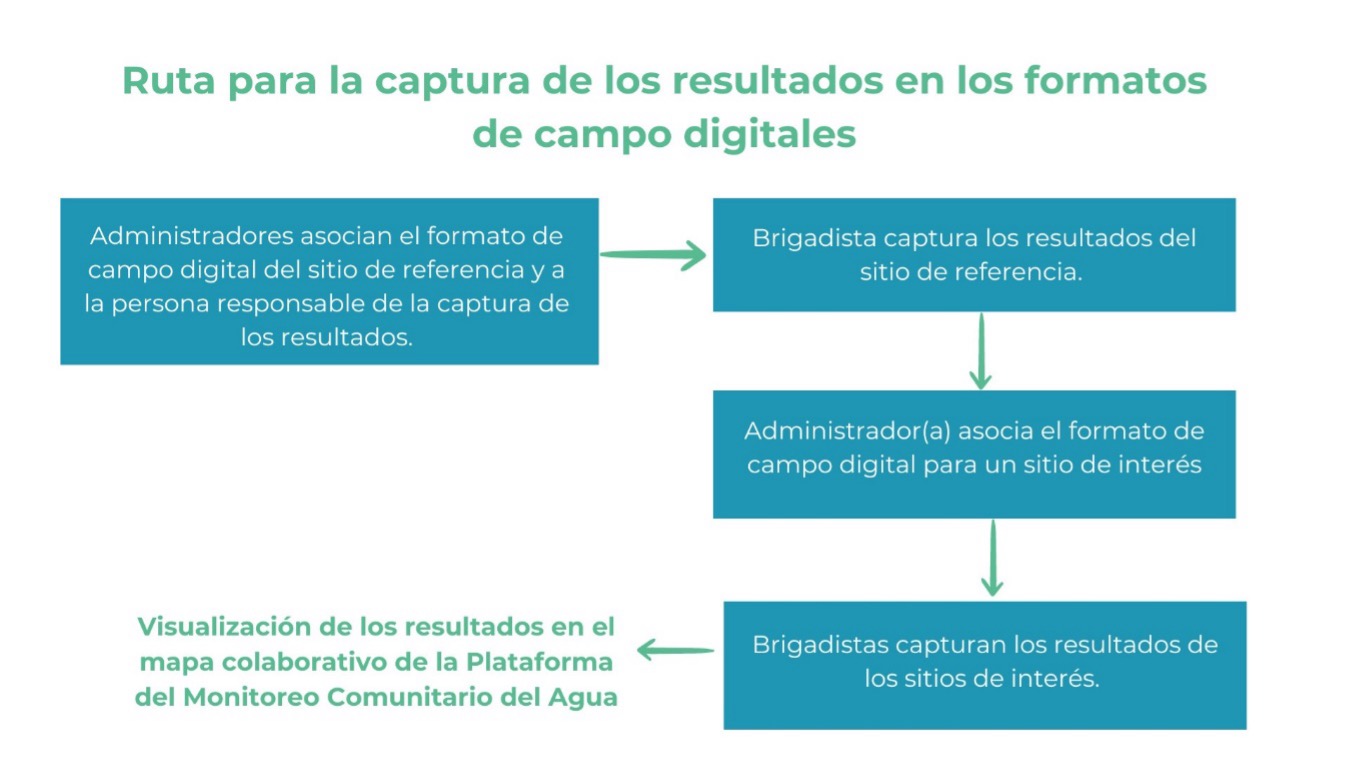 Ruta para la captura de los resultados en los formatos
de campo digitales
Administradores asocian el formato de
campo digital del sitio de referencia y a
la persona responsable de la captura de
los resultados.
Brigadista captura los resultados del
sitio de referencia.
Administrador(a) asocia el formato de
campo digital para un sitio de interés
Brigadistas capturan los resultados de
los sitios de interés.
Visualización de los resultados en el
mapa colaborativo de la Plataforma
del Monitoreo Comunitario del Agua